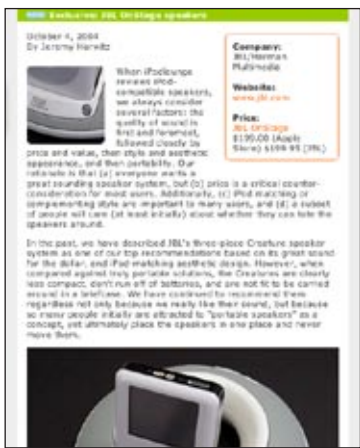 Exclusive: JBL OnStage speakers
October 4, 2004
By Jeremy Horwitz
Company:
JBL/Harman
Multimedia
Website:
www.jbl.com
Price:
JBL OnStage
$199.00 (Apple
Store) $199.95 (JBL)
When iPodlounge
reviews iPod-
compatible speakers,
we always consider
several factors: the
quality of sound is
first and foremost,
followed closely by
price and value, then style and aesthetic
appearance, and then portability. Our
rationale is that (a) everyone wants a
great sounding speaker system, but (b) price is a critical counter-
consideration for most users. Additionally, (c) iPod matching or
complementing style are important to many users, and (d) a subset
of people will care (at least initially) about whether they can tote the
speakers around.
In the past, we have described JBL's three-piece Creature speaker
system as one of our top recommendations based on its great sound
for the dollar, and iPod-matching aesthetic design. However, when
compared against truly portable solutions, the Creatures are clearly
less compact, don't run off of batteries, and are not fit to be carried
around in a briefcase. We have continued to recommend them
regardless not only because we really like their sound, but because
so many people initially are attracted to "portable speakers" as a
concept, yet ultimately place the speakers in one place and never
move them.